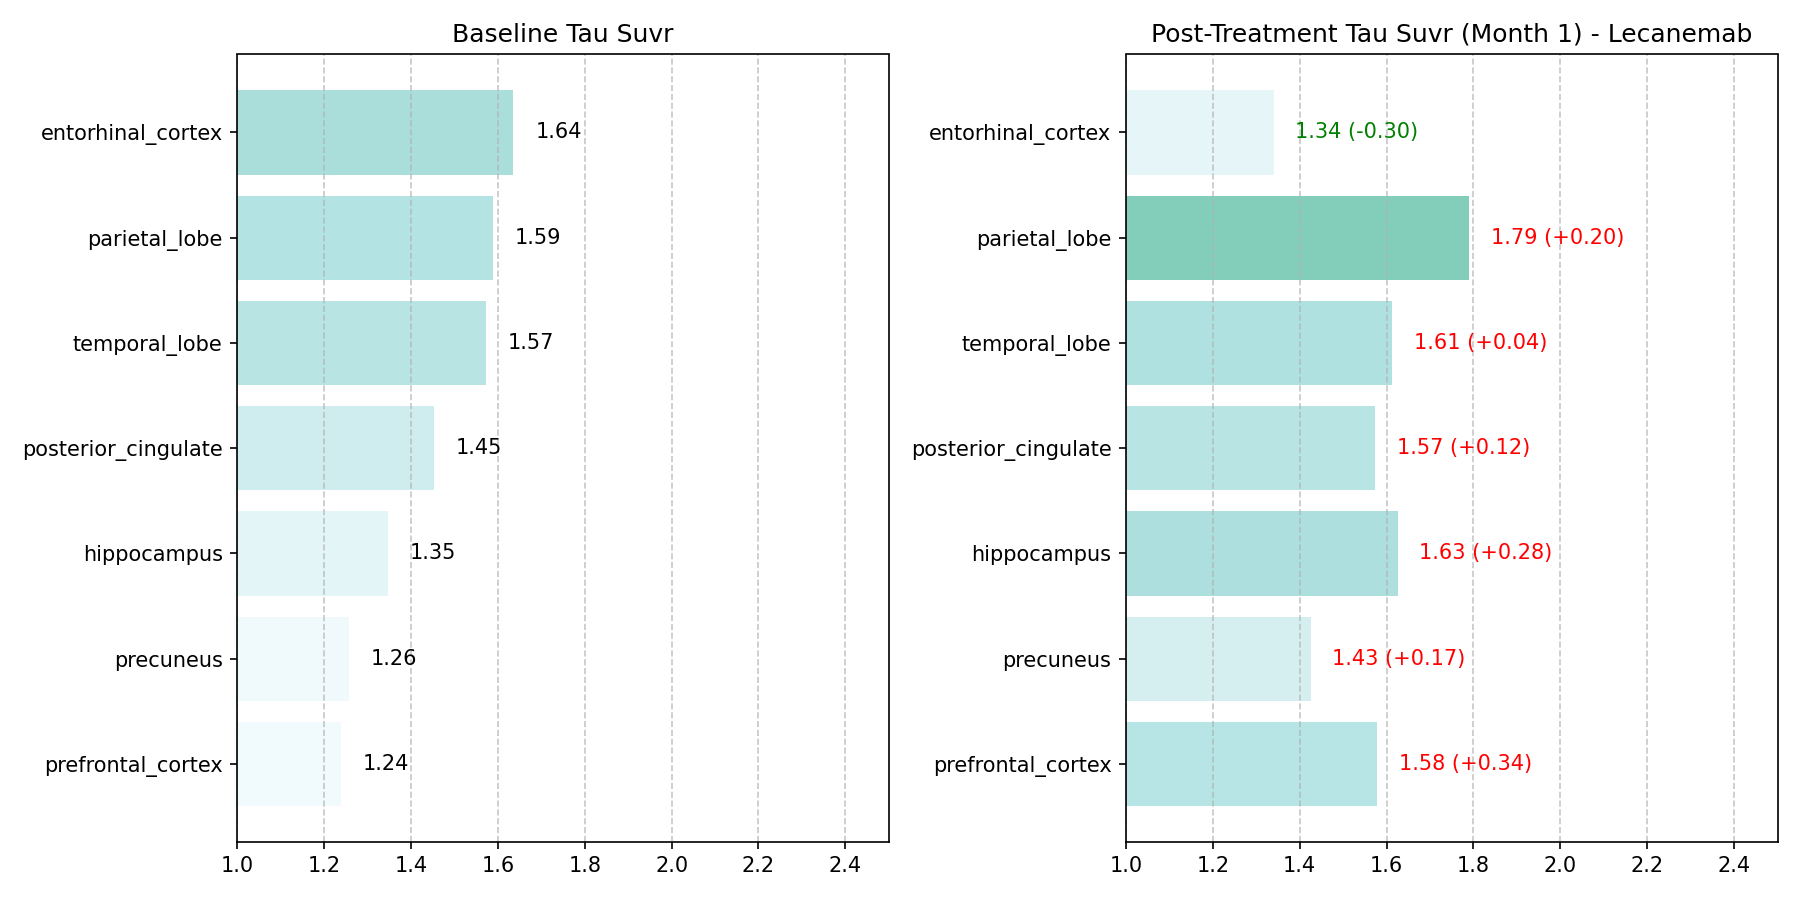 Baseline Tau Suvr
entorhinal_cortex
1.64
parietal_lobe
1.59
temporal_lobe
1.57
posterior_cingulate
1.45
hippocampus
1.35
precuneus
1.26
prefrontal_cortex
1.24
1.0 1.2 1.4 1.6 1.8 2.0 2.2 2.4
Post-Treatment Tau Suvr (Month 1) - Lecanemab
entorhinal_cortex
1.34 (-0.30)
parietal_lobe
1.79 (+0.20)
temporal_lobe
1.61 (+0.04)
posterior_cingulate
1.57 (+0.12)
hippocampus
1.63 (+0.28)
precuneus
1.43 (+0.17)
prefrontal_cortex
1.58 (+0.34)
1.0 1.2 1.4 1.6 1.8 2.0 2.2 2.4